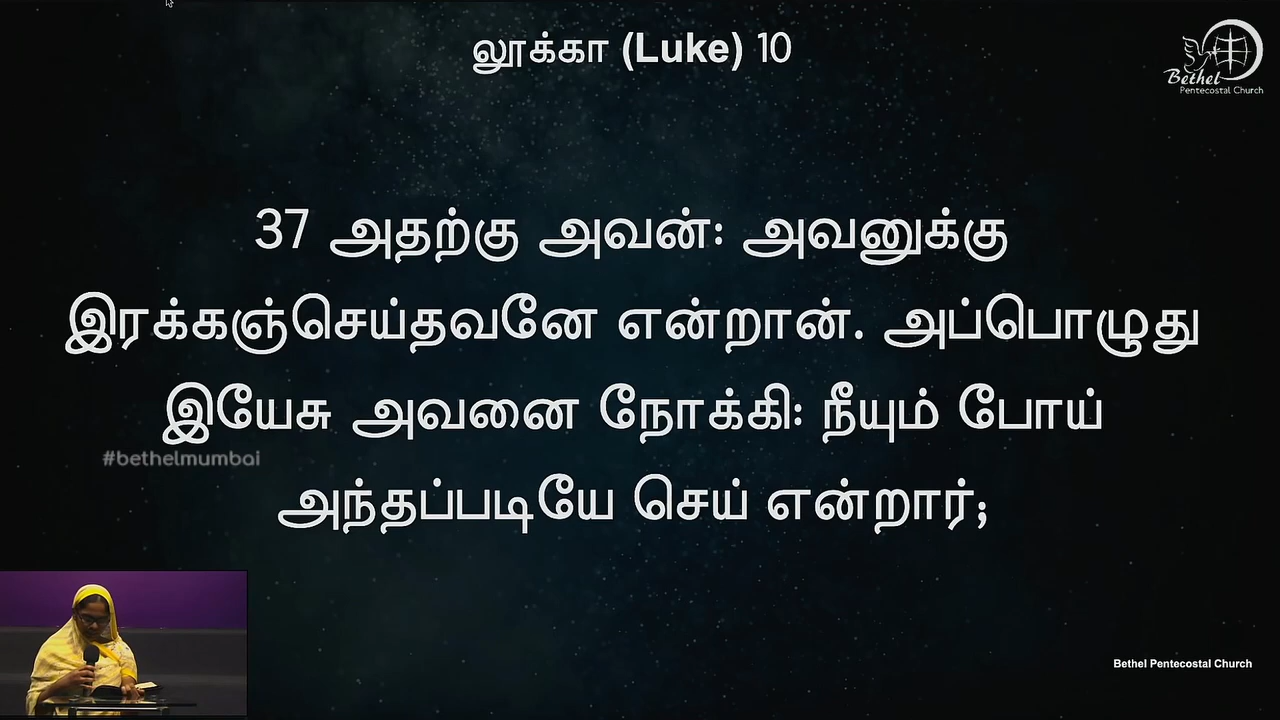 லூக்கா (Luke) 10
Bethel
Pentecostal Church
37 அதற்கு அவன்: அவனுக்கு
இரக்கஞ்செய்தவனே என்றான். அப்பொழுது
இயேசு அவனை நோக்கி: நீயும் போய்
#bethelmumbai
அந்தப்படியே செய் என்றார்;
Bethel Pentecostal Church